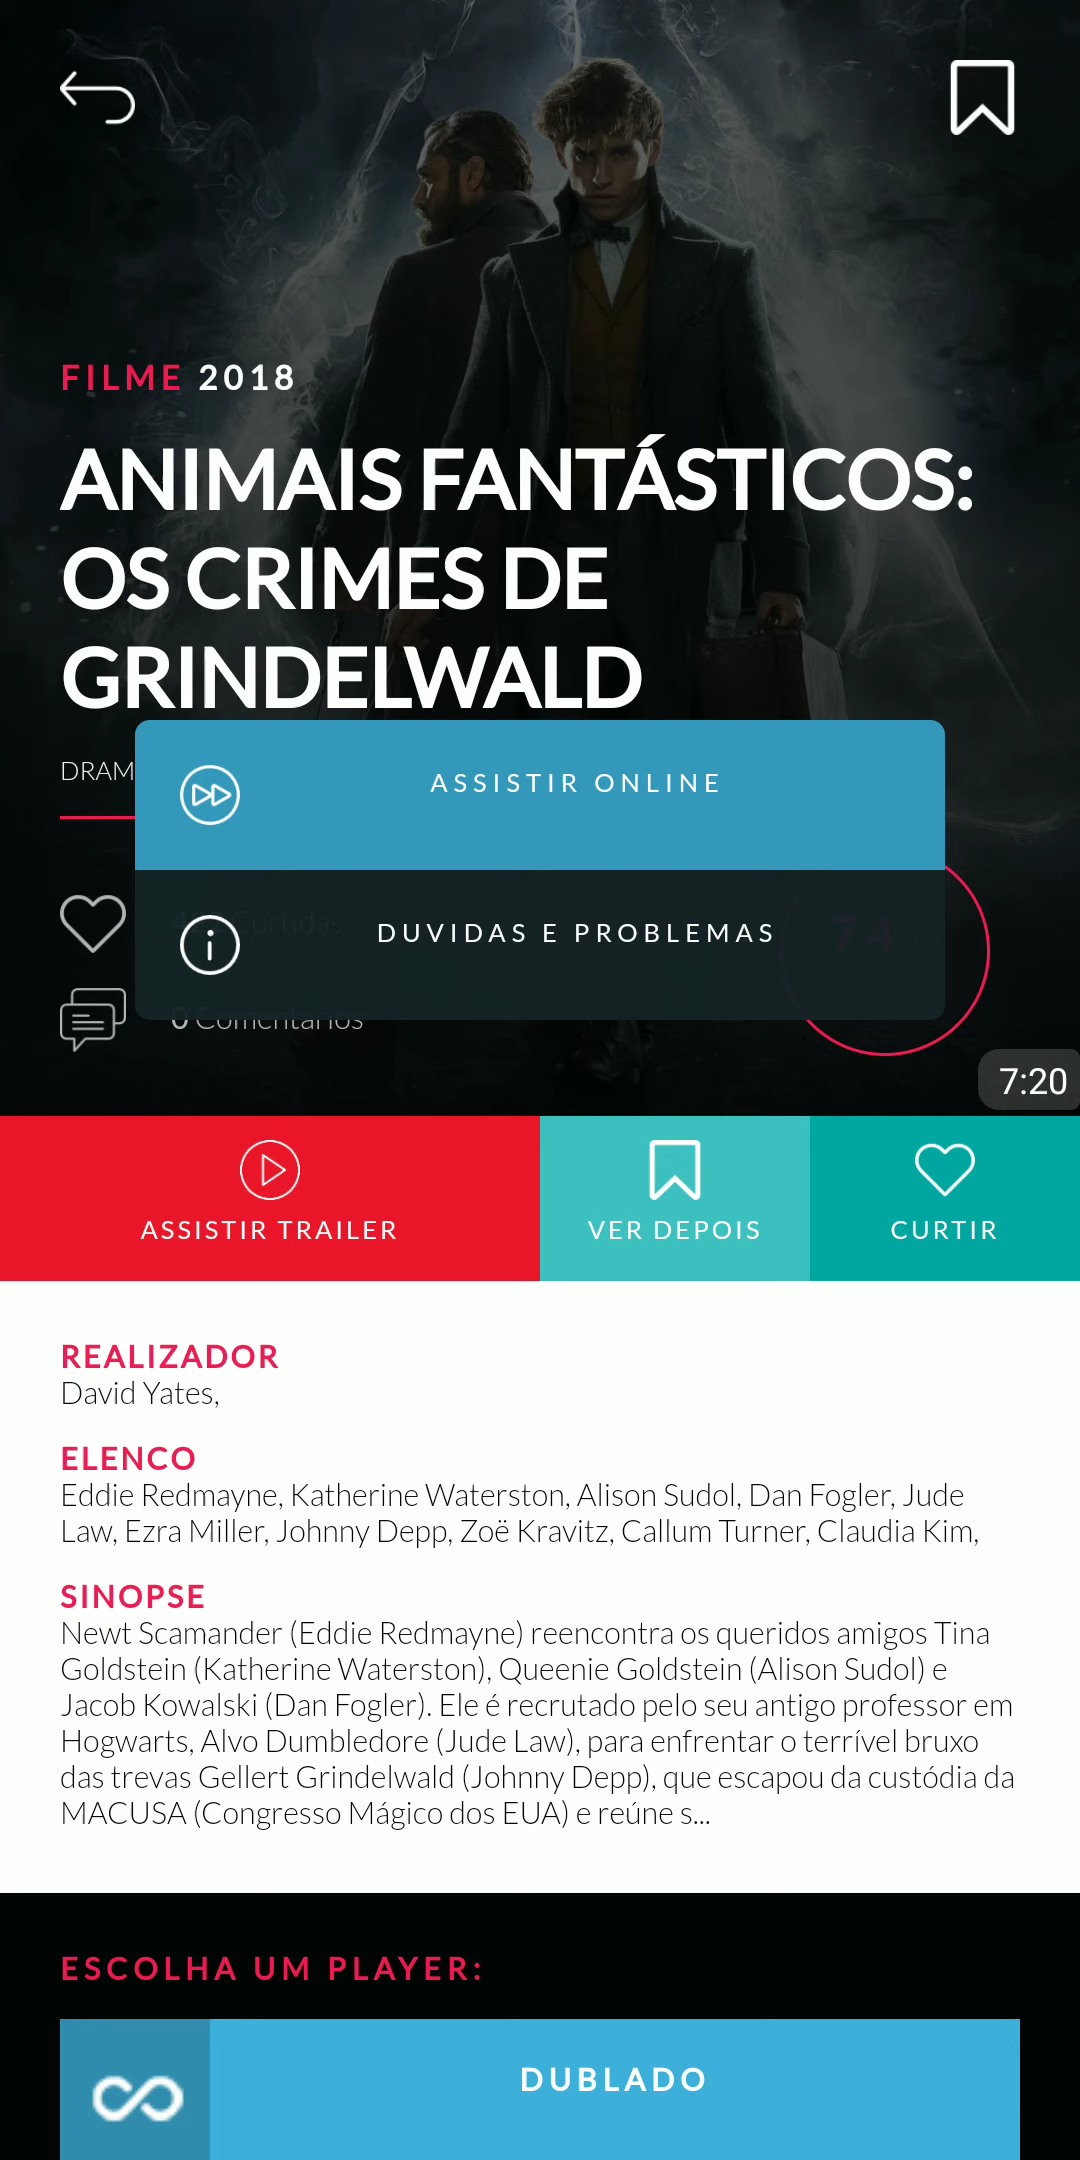 FILME 2018
ANIMAIS FANTÁSTICOS:
OS CRIMES DE
GRINDELWALD
DRAM
ASSISTIR ONLINE
Curtidas
DUVIDAS E PROBLEMAS
74
0 Comentários
7:20
ASSISTIR TRAILER
VER DEPOIS
CURTIR
REALIZADOR
David Yates,
ELENCO
Eddie Redmayne, Katherine Waterston, Alison Sudol, Dan Fogler, Jude
Law, Ezra Miller, Johnny Depp, Zoë Kravitz, Callum Turner, Claudia Kim,
SINOPSE
Newt Scamander (Eddie Redmayne) reencontra os queridos amigos Tina
Goldstein (Katherine Waterston), Queenie Goldstein (Alison Sudol) e
Jacob Kowalski (Dan Fogler). Ele é recrutado pelo seu antigo professor em
Hogwarts, Alvo Dumbledore (Jude Law), para enfrentar o terrível bruxo
das trevas Gellert Grindelwald (Johnny Depp), que escapou da custódia da
MACUSA (Congresso Mágico dos EUA) e reúne s...
ESCOLHA UM PLAYER:
DUBLADO